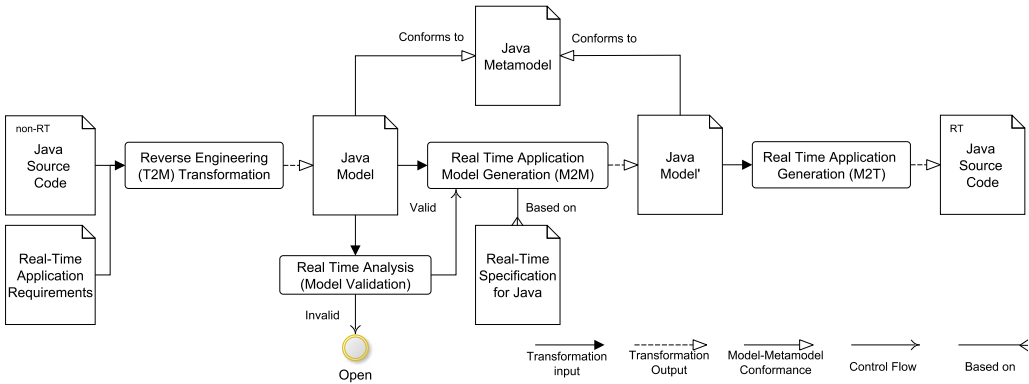 Java
Metamodel
Conforms to
Conforms to
non-RT
Java
Source
Code
Reverse Engineering
(T2M) Transformation
Java
Model
Real Time Application
Model Generation (M2M)
Java
Model'
Real Time Application
Generation (M2T)
RT
Java
Source
Code
Valid
Based on
Real-Time
Application
Requirements
Real Time Analysis
(Model Validation)
Real-Time
Specification
for Java
Invalid
Open
Transformation
input
Transformation
Output
Model-Metamodel
Conformance
Control Flow
Based on